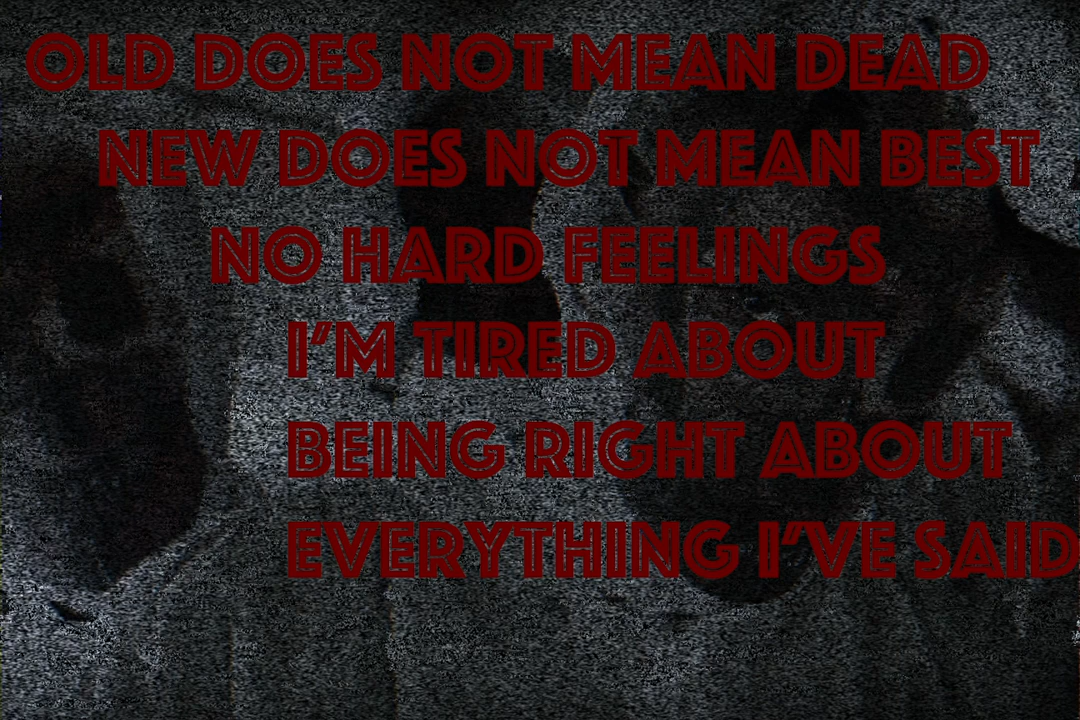 OLD DOES NOT MEAN DEAD
NEW DOES NOT MEAN BEST
NO HARD FEELINGS
I'M TIRED ABOUT
BEING RIGHT ABOUT
EVERYTHING I'VE SAID